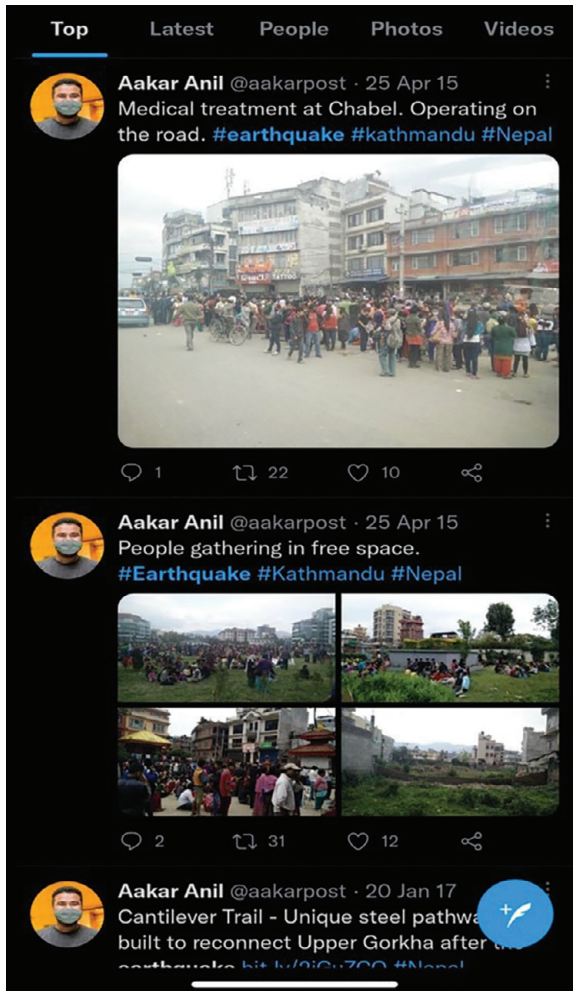 Top Latest People Photos Videos
Aakar Anil @aakarpost · 25 Apr 15
Medical treatment at Chabel. Operating on
the road. #earthquake #kathmandu #Nepal
TATTOO
1 22 10
Aakar Anil @aakarpost · 25 Apr 15
People gathering in free space.
#Earthquake #Kathmandu #Nepal
2 31 12
Aakar Anil @aakarpost · 20 Jan 17
Cantilever Trail - Unique steel
built to reconnect Upper Gorkha after
earthquake #Nepal